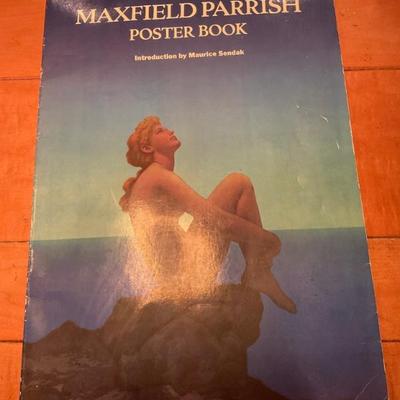 MAXFIELD PARRISH
POSTER BOOK
Introduction by Maurice Sendak